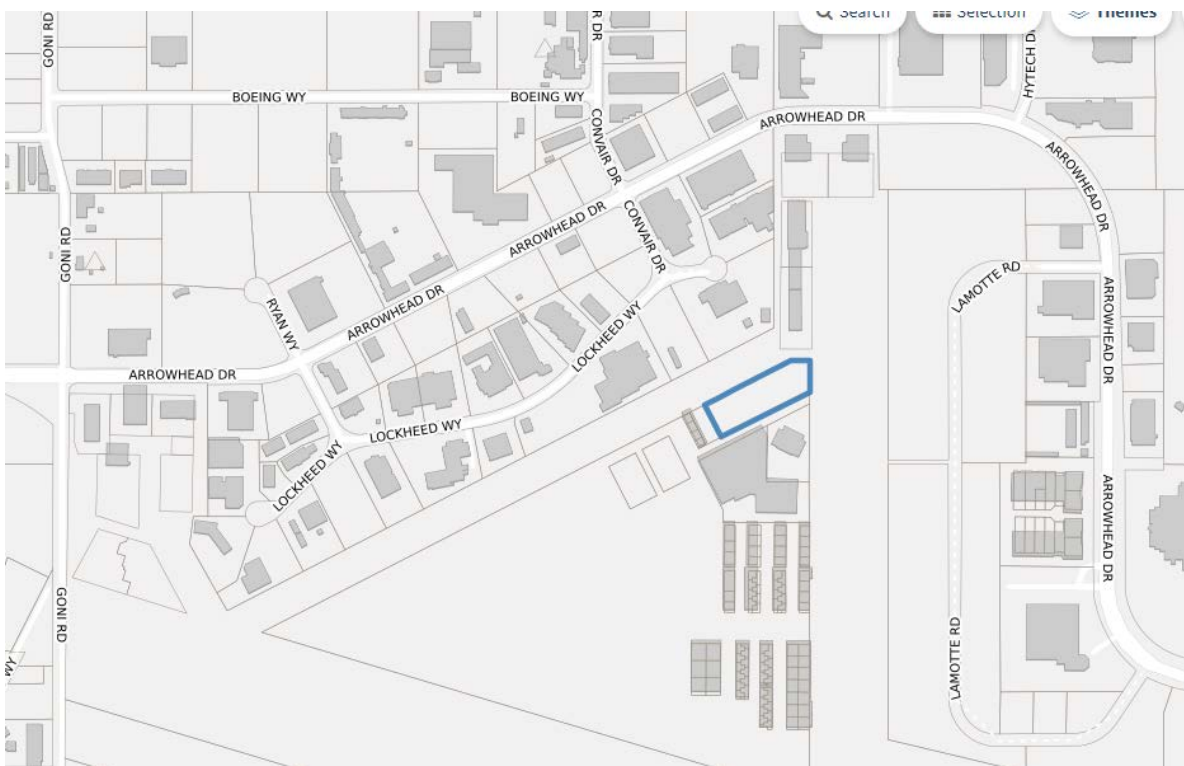 GONI RD
R DR
Search
Selection
Themes
HYTECH D
BOEING WY
BOEING WY
CONVAIR DR
ARROWHEAD DR
ARROWHEAD DR
GONI RD
ARROWHEAD DR
CONVAIR DR
LAMOTTE RD
RYAN WY
ARROWHEAD DR
LOCKHEED WY
ARROWHEAD DR
ARROWHEAD DR
LOCKHEED WY
LOCKHEED WY
ARROWHEAD DR
GONI RD
LAMOTTE RD
WY